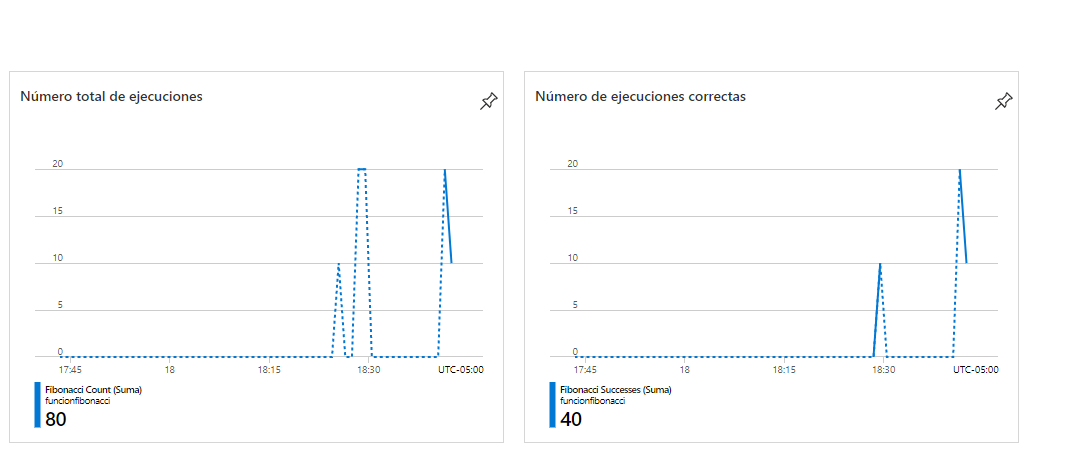 Número total de ejecuciones
20
15
10
5
0
17:45 18 18:15 18:30 UTC-05:00
Fibonacci Count (Suma)
funcionfibonacci
80
Número de ejecuciones correctas
20
15
10
5
0
17:45 18 18:15 18:30 UTC-05:00
Fibonacci Successes (Suma)
funcionfibonacci
40